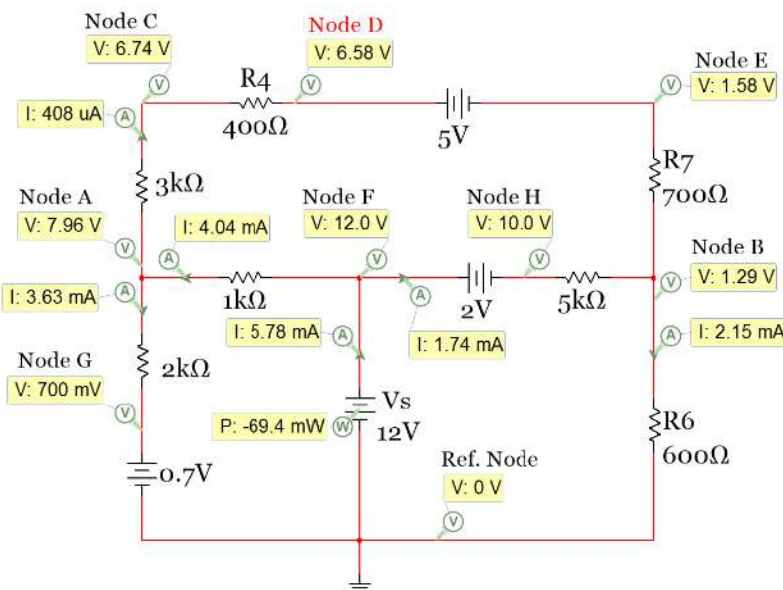 Node C
V: 6.74 V
Node D
V: 6.58 V
Node E
V: 1.58 V
R4
I: 408 uA
A
V
V
V
400Ω
5V
R7
700Ω
3kΩ
Node A
V: 7.96 V
I: 4.04 mA
Node F
V: 12.0 V
Node H
V: 10.0 V
Node B
V: 1.29 V
V
A
V
V
V
I: 3.63 mA
A
1kΩ
A
2V
5kΩ
I: 5.78 mA
A
I: 1.74 mA
A
I: 2.15 mA
Node G
V: 700 mV
2kΩ
V
P: -69.4 mW
W
Vs
12V
R6
600Ω
0.7V
Ref. Node
V: 0 V
V